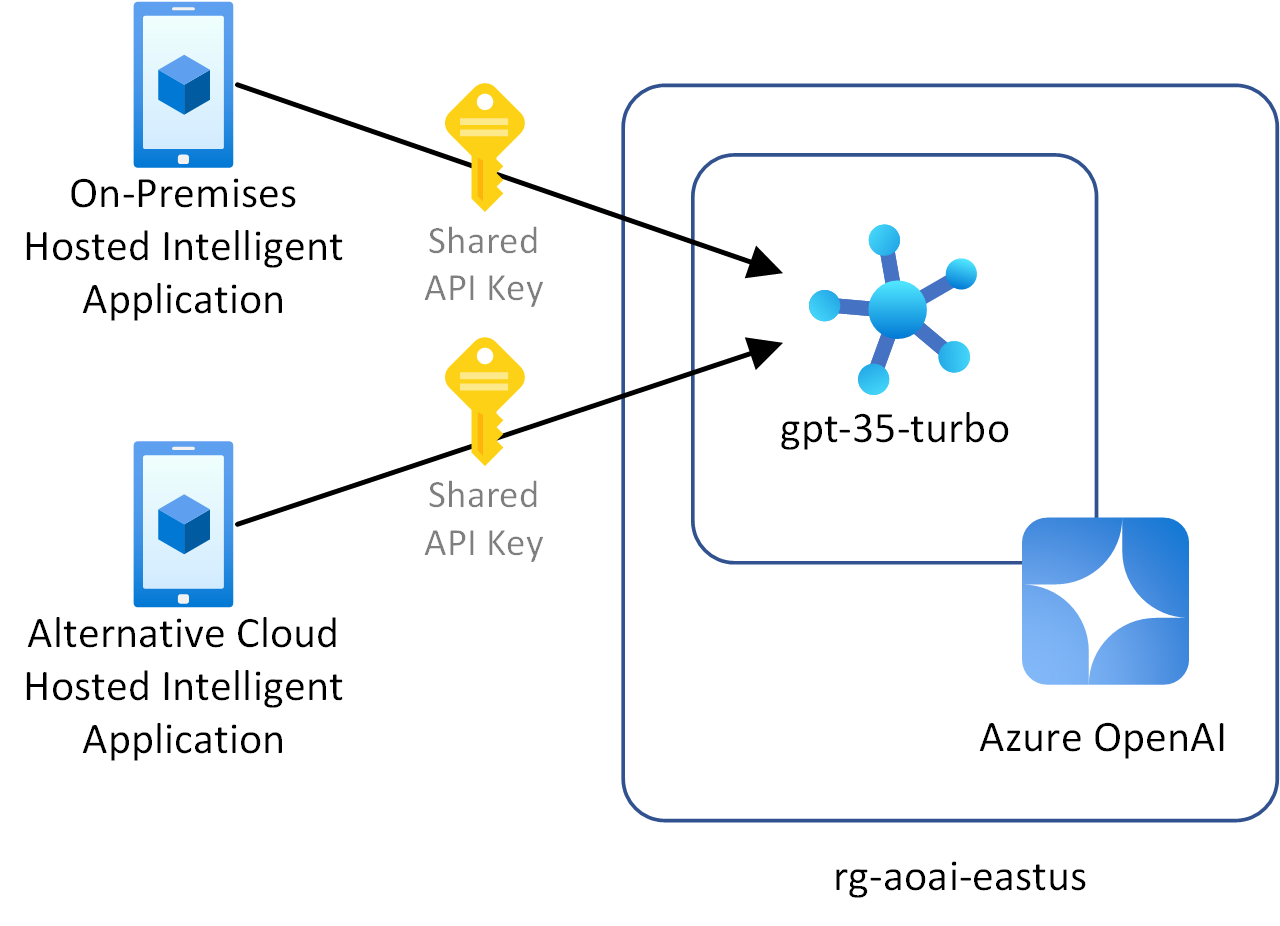 On-Premises
Hosted Intelligent
Application
Shared
API Key
gpt-35-turbo
Shared
API Key
Alternative Cloud
Hosted Intelligent
Application
Azure OpenAI
rg-aoai-eastus